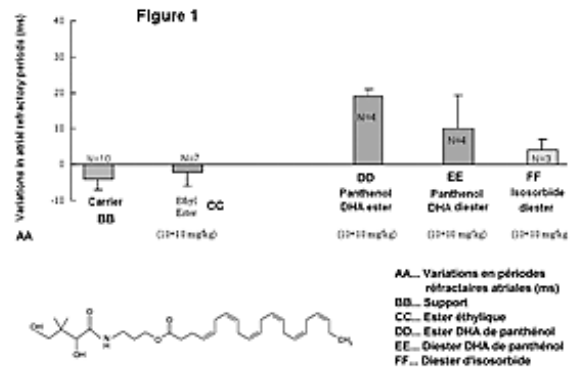 Figure 1
Variations in atrial refractory periods (ms)
40
20
10
0
-10
N=10
N=7
N=4
N=4
N=3
Carrier
BB
Ethyl
Ester
CC
(10+10 mg/kg)
DD
Panthenol
DHA ester
(10+10 mg/kg)
EE
Panthenol
DHA diester
(10+10 mg/kg)
FF
Isosorbide
diester
(10+10 mg/kg)
AA
AA... Variations en périodes
réfractaires atriales (ms)
BB... Support
CC... Ester éthylique
DD... Ester DHA de panthénol
EE... Diester DHA de panthénol
FF... Diester d'isosorbide
OH
OH
O
N
H
O
O
CH3